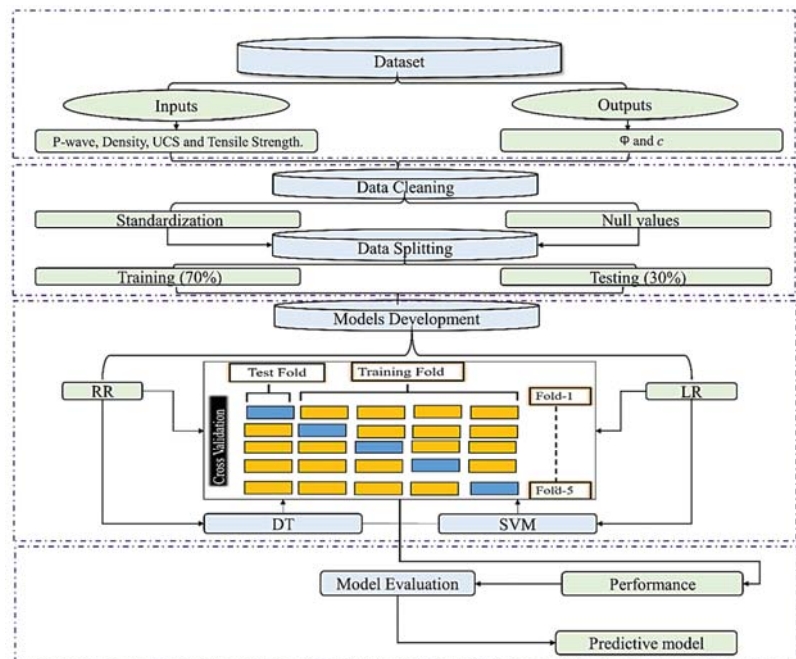 Dataset
Inputs
Outputs
P-wave, Density, UCS and Tensile Strength.
Φ and c
Data Cleaning
Standardization
Null values
Data Splitting
Training (70%)
Testing (30%)
Models Development
Test Fold
Training Fold
RR
LR
Fold-1
Cross Validation
Fold-5
DT
SVM
Model Evaluation
Performance
Predictive model